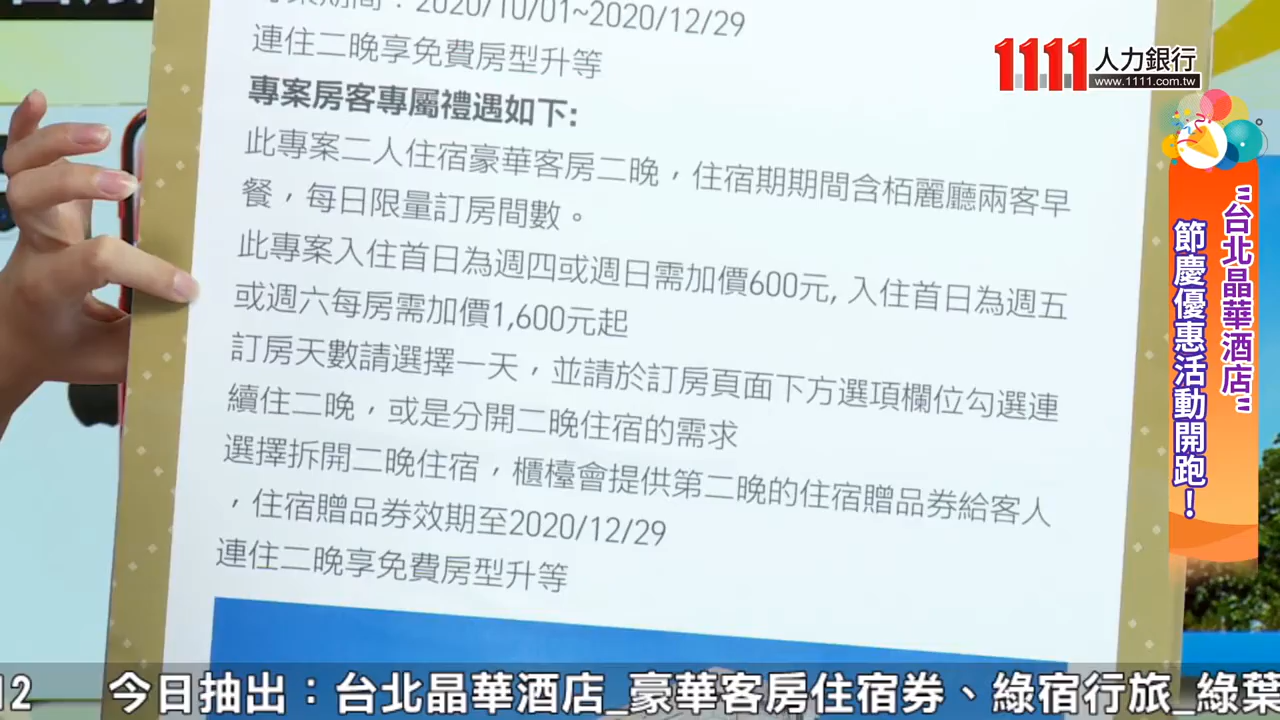 專案期間：2020/10/01~2020/12/29
連住二晚享免費房型升等
專案房客專屬禮遇如下:
此專案二人住宿豪華客房二晚，住宿期期間含栢麗廳兩客早
餐，每日限量訂房間數。
此專案入住首日為週四或週日需加價600元, 入住首日為週五
或週六每房需加價1,600元起
訂房天數請選擇一天，並請於訂房頁面下方選項欄位勾選連
續住二晚，或是分開二晚住宿的需求
選擇拆開二晚住宿，櫃檯會提供第二晚的住宿贈品券給客人
，住宿贈品券效期至2020/12/29
連住二晚享免費房型升等
1111 人力銀行
www.1111.com.tw
"台北晶華酒店"
節慶優惠活動開跑！
12 今日抽出：台北晶華酒店_豪華客房住宿券、綠宿行旅_綠葉